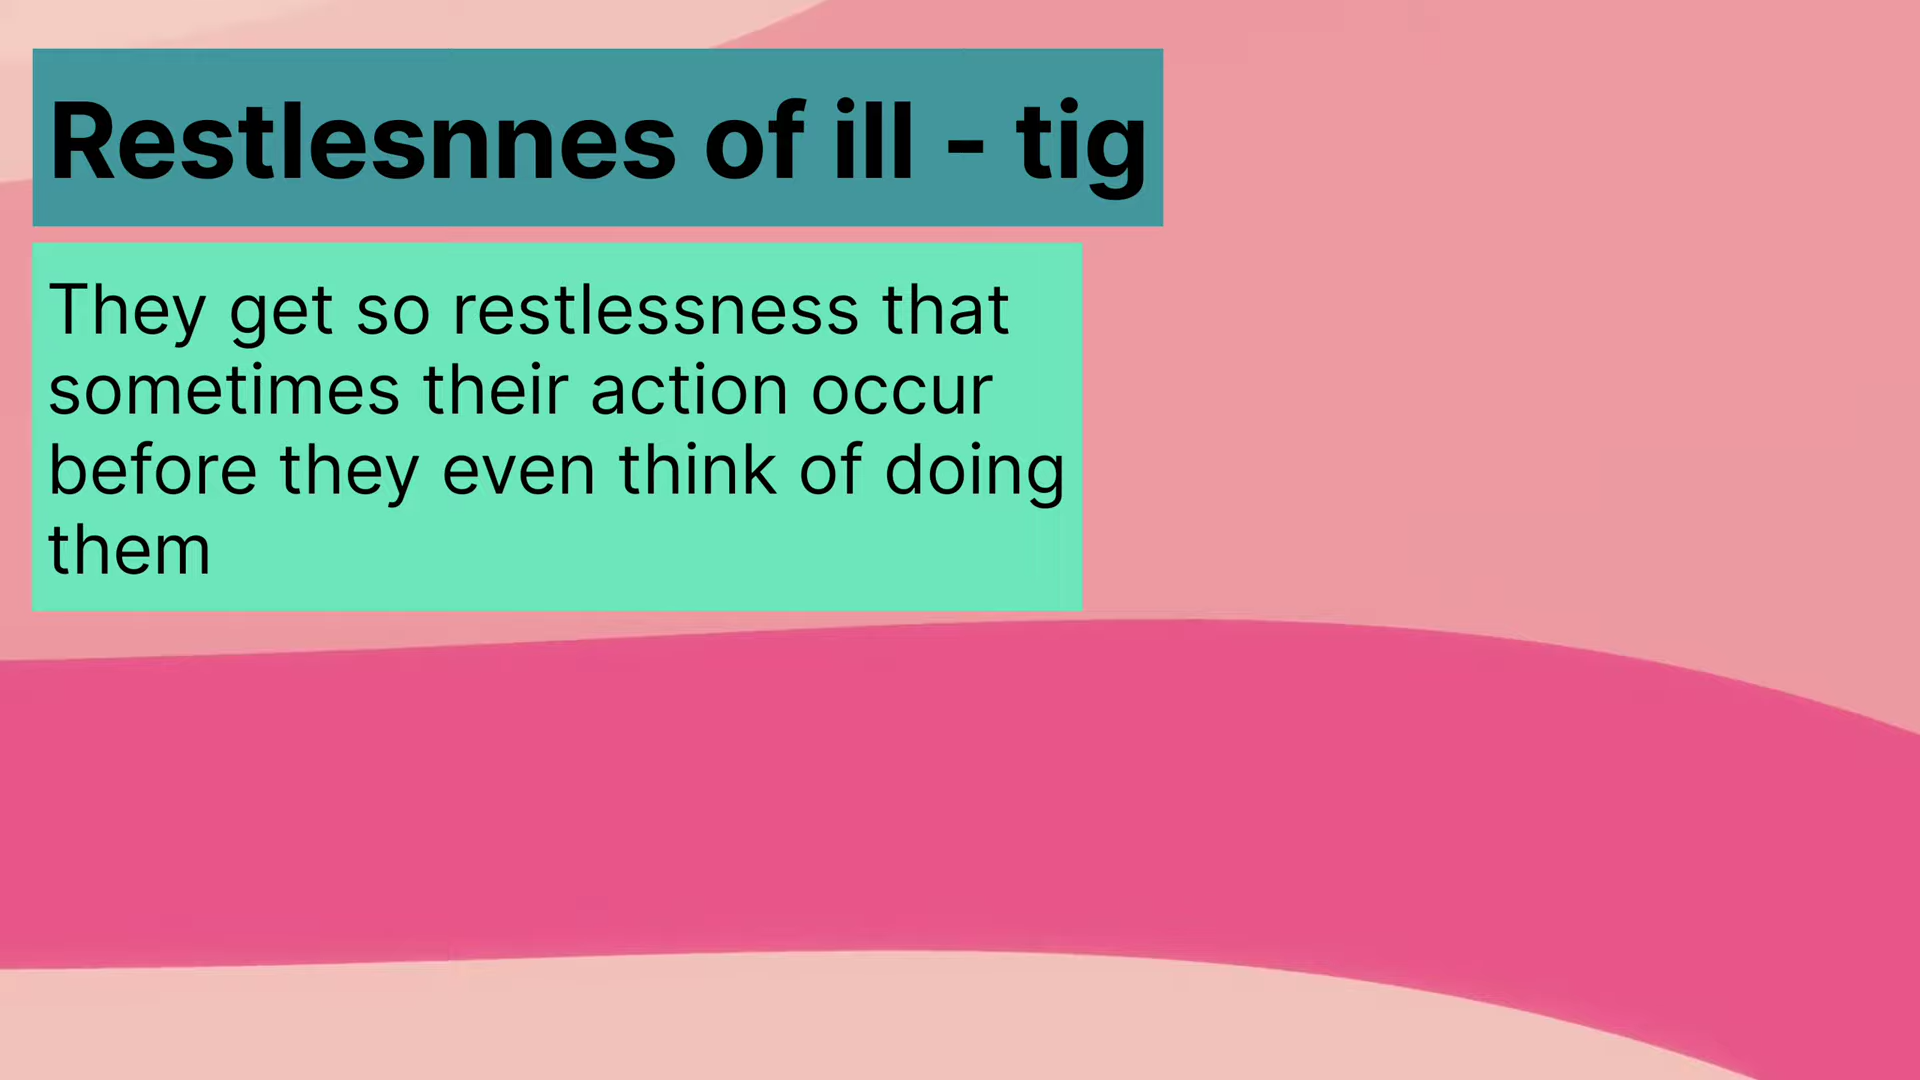 Restlesnnes of ill - tig
They get so restlessness that
sometimes their action occur
before they even think of doing
them